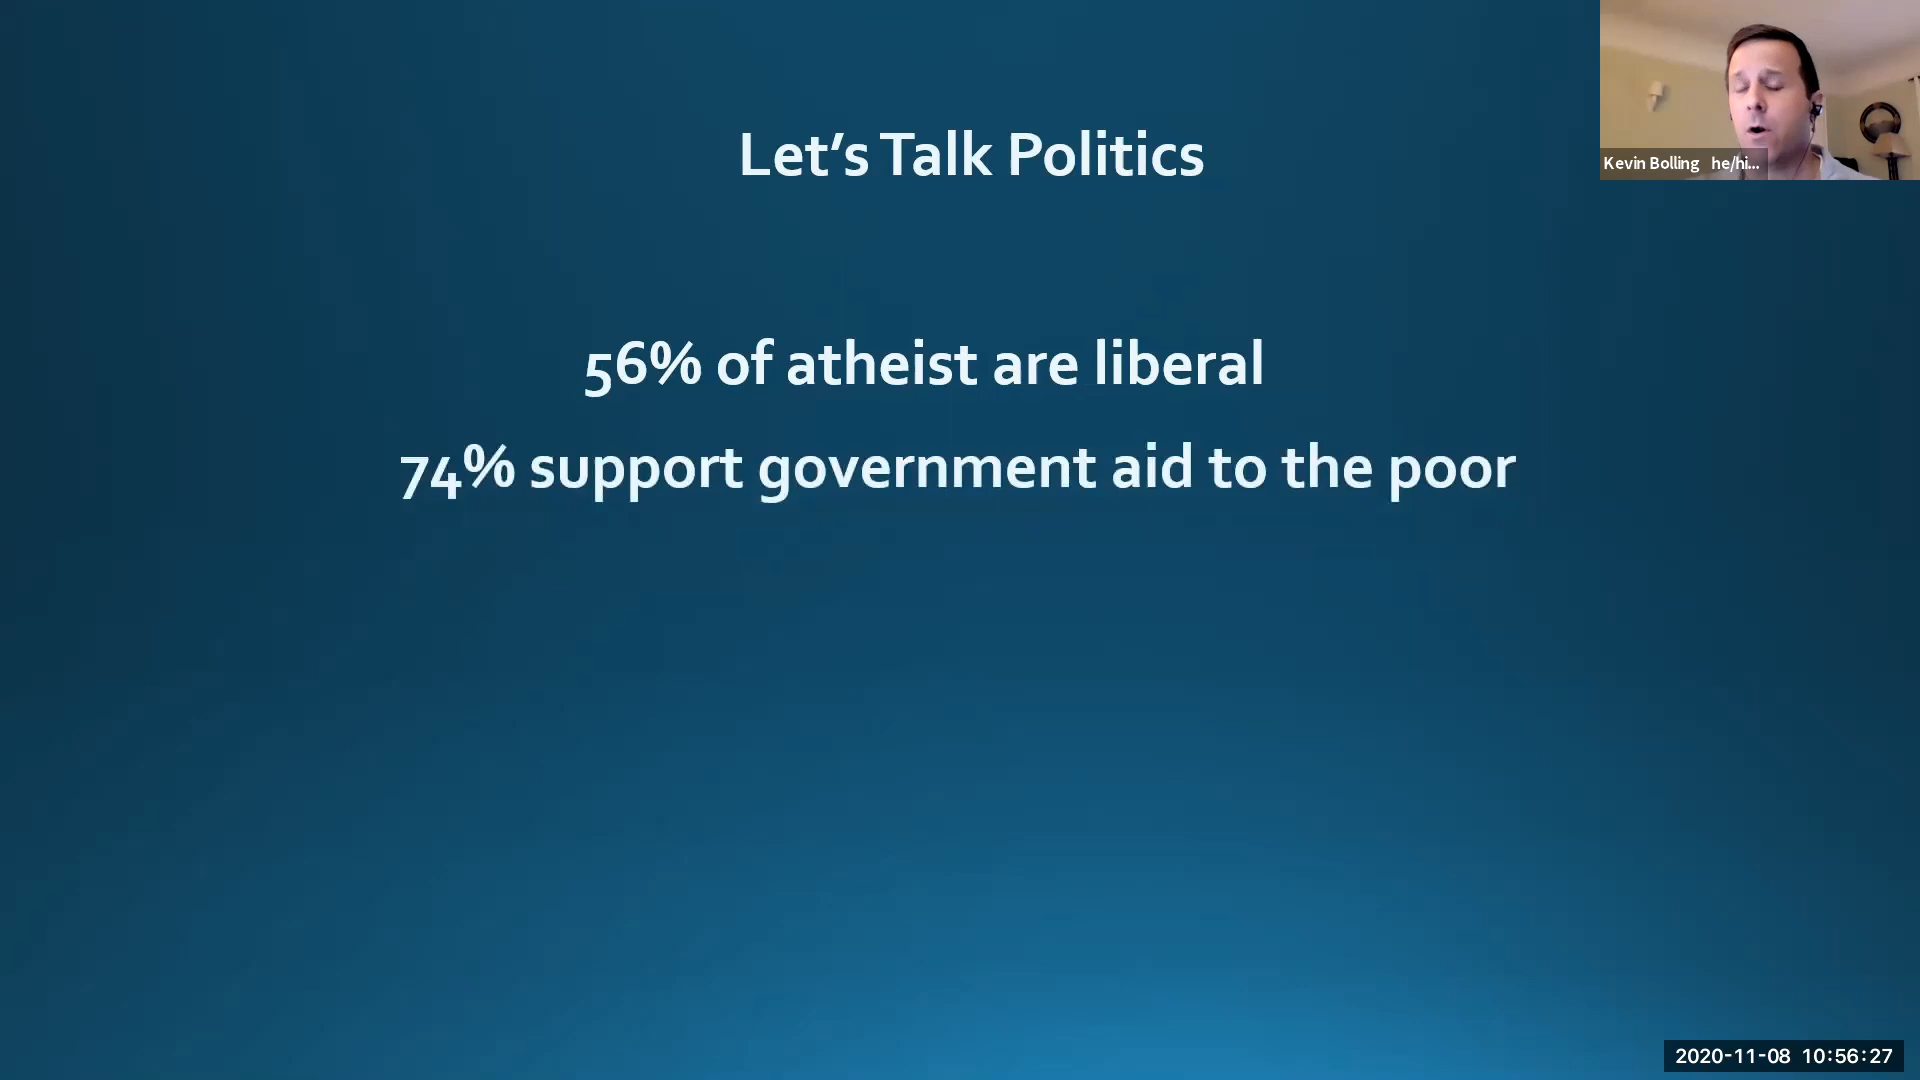 Let's Talk Politics
56% of atheist are liberal
74% support government aid to the poor
Kevin Bolling he/hi...
2020-11-08 10:56:27